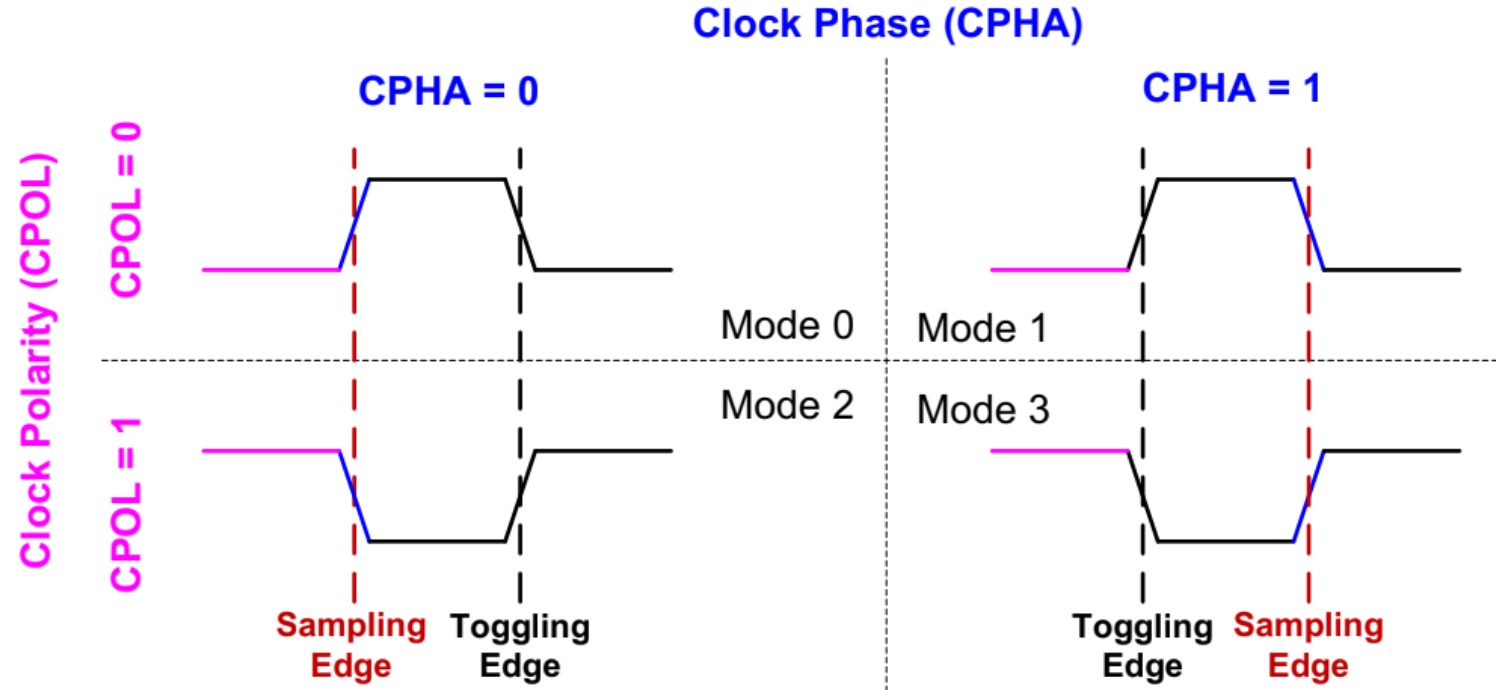 Clock Phase (CPHA)
CPHA = 0
CPHA = 1
Clock Polarity (CPOL)
CPOL = 0
Mode 0
Mode 1
CPOL = 1
Mode 2
Mode 3
Sampling
Edge
Toggling
Edge
Toggling
Edge
Sampling
Edge